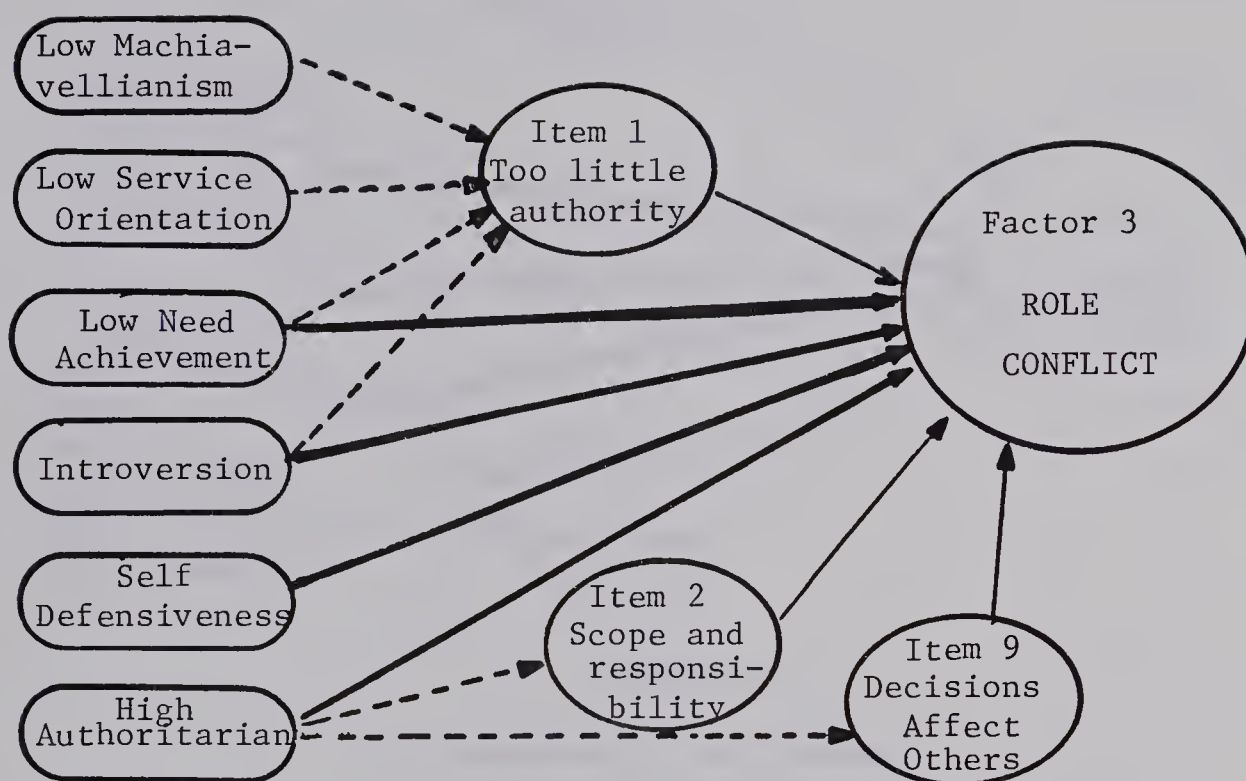 Low Machia-
vellianism
Low Service
Orientation
Low Need
Achievement
Introversion
Self
Defensiveness
High
Authoritarian
Item 1
Too little
authority
Item 2
Scope and
responsi-
bility
Item 9
Decisions
Affect
Others
Factor 3
ROLE
CONFLICT